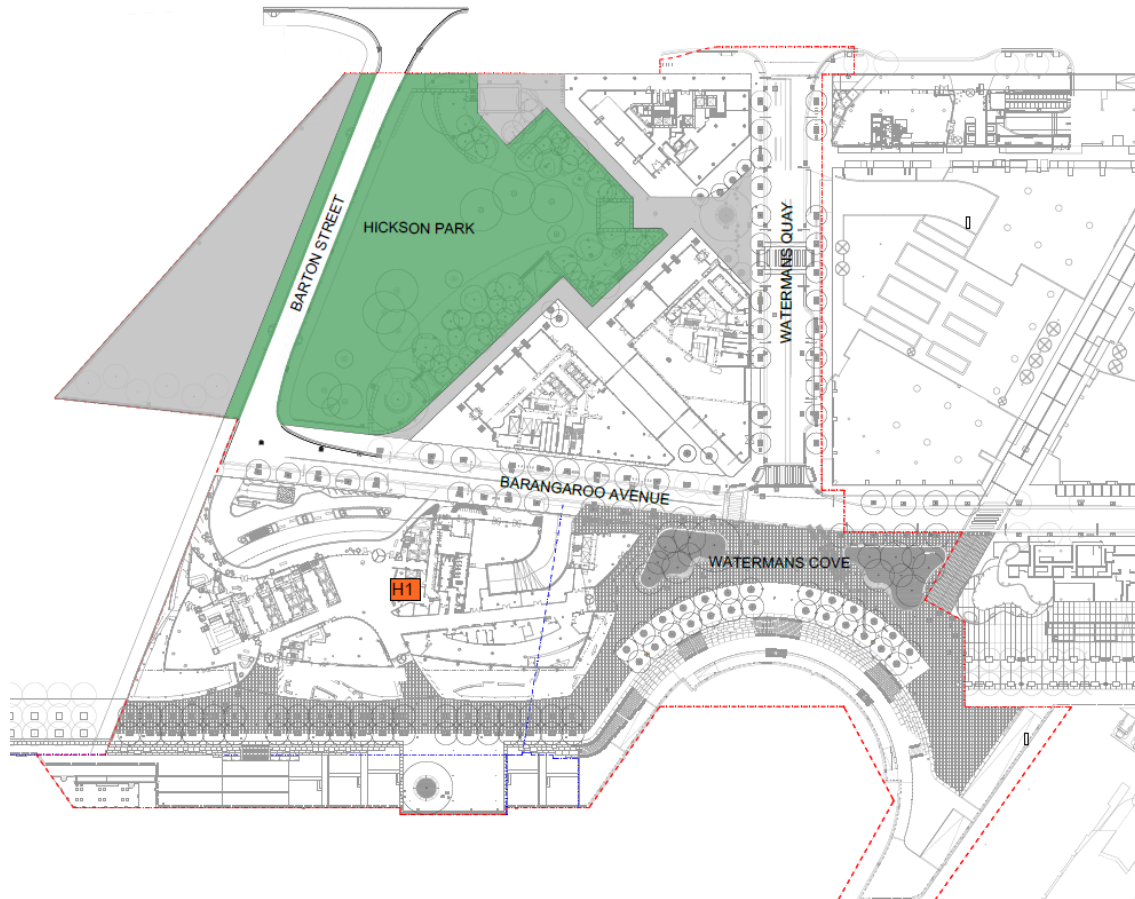 HICKSON PARK
BARTON STREET
WATERMANS QUAY
BARANGAROO AVENUE
WATERMANS COVE
H1